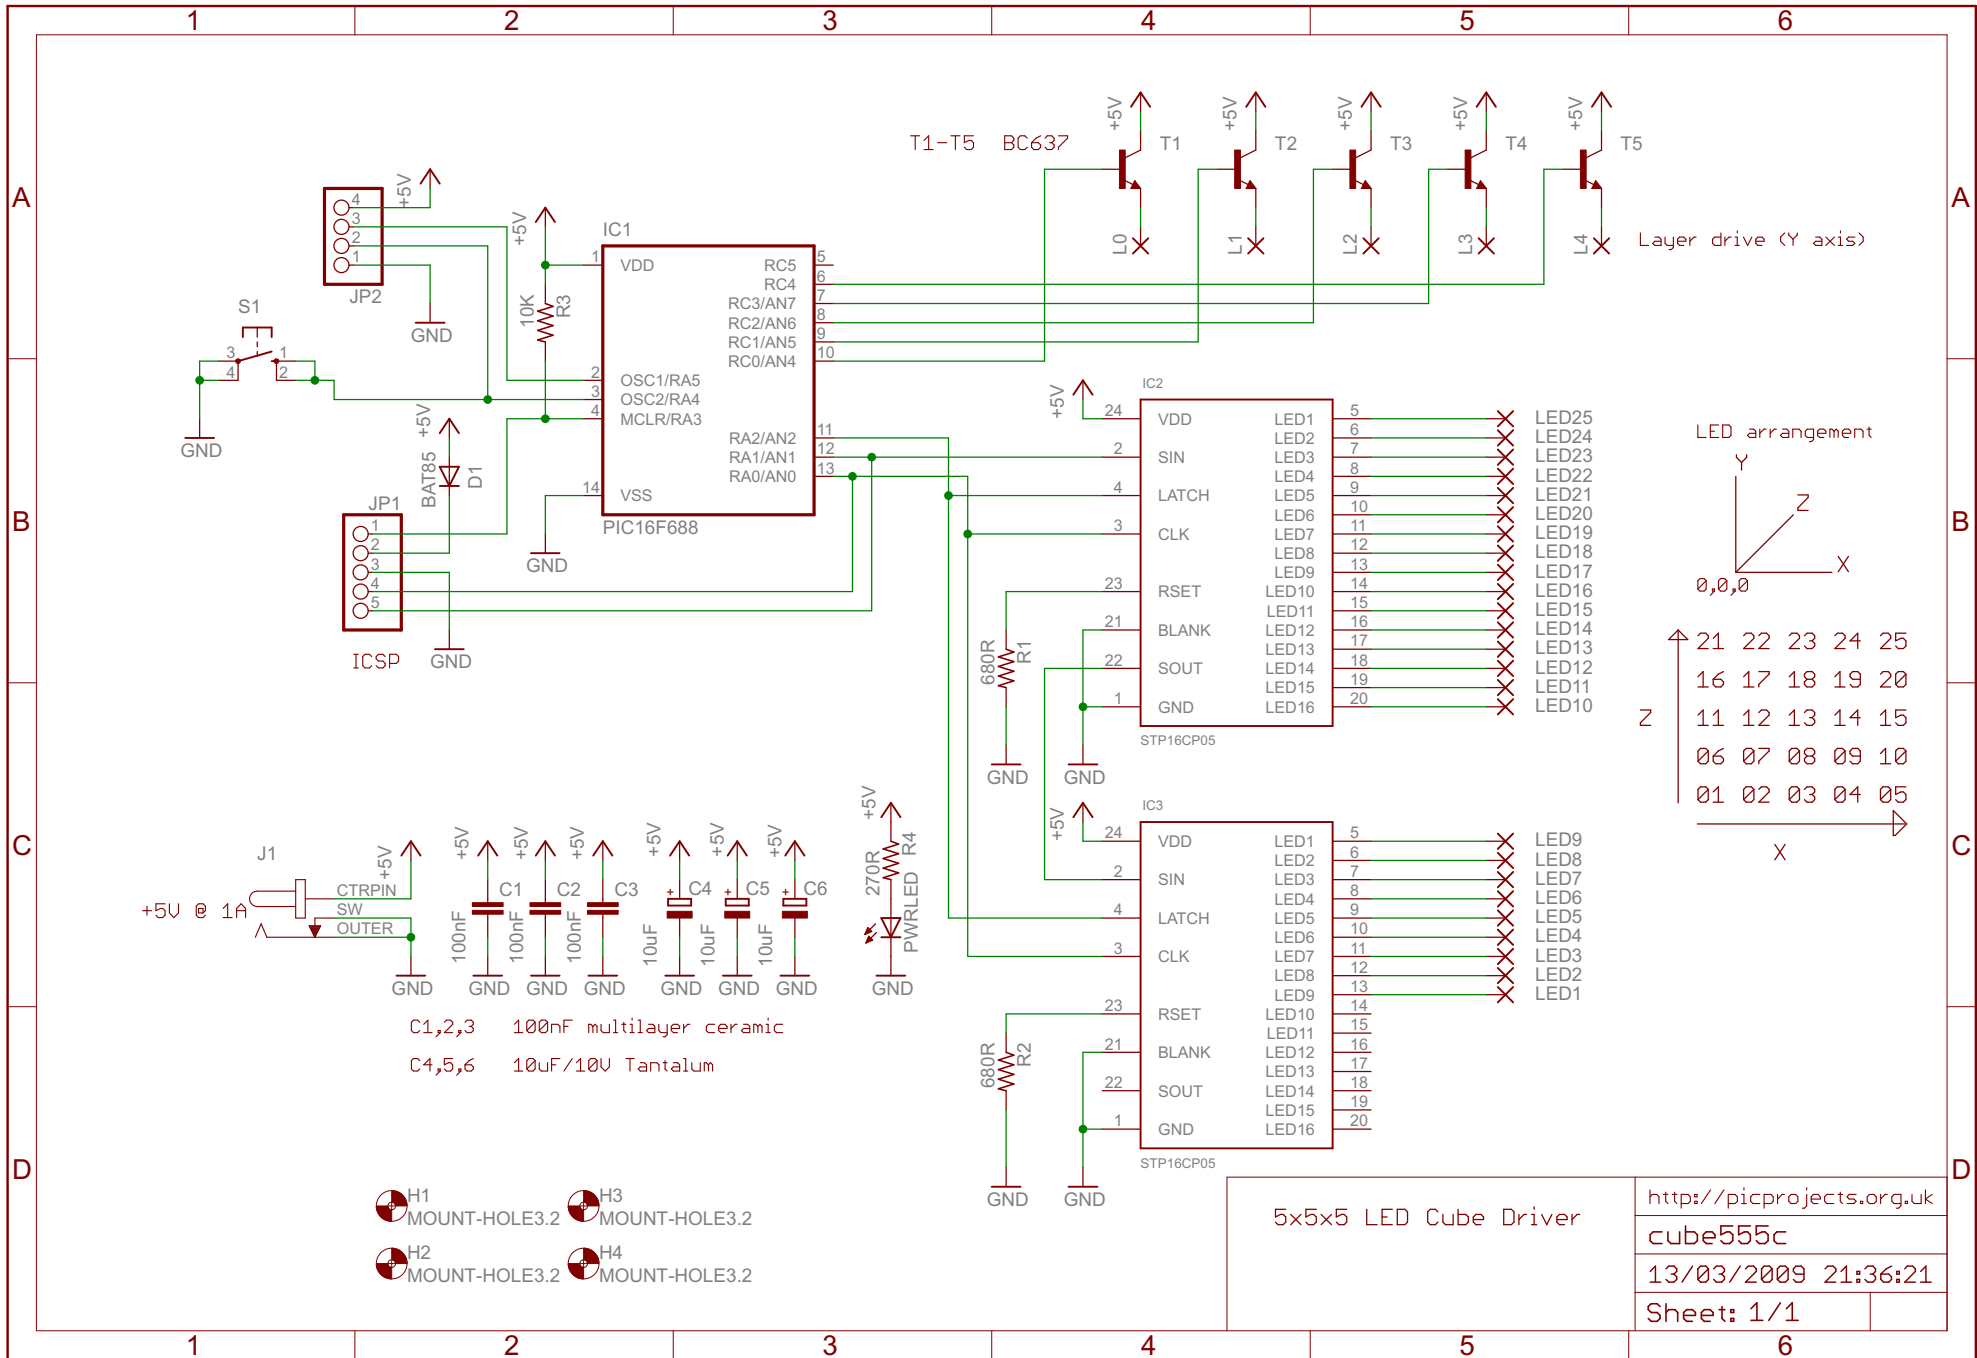 1 2 3 4 5 6
A
A
B
B
C
C
D
D
1 2 3 4 5 6
T1-T5 BC637
+5V T1
+5V T2
+5V T3
+5V T4
+5V T5
L0
L1
L2
L3
L4
Layer drive (Y axis)
+5V
4
3
2
1
JP2
GND
S1
3 1
4 2
GND
+5V
10K
R3
IC1
1 VDD
2 OSC1/RA5
3 OSC2/RA4
4 MCLR/RA3
14 VSS
RC5 5
RC4 6
RC3/AN7 7
RC2/AN6 8
RC1/AN5 9
RC0/AN4 10
RA2/AN2 11
RA1/AN1 12
RA0/AN0 13
PIC16F688
GND
+5V
BAT85
D1
JP1
1
2
3
4
5
ICSP
GND
IC2
+5V
24 VDD
2 SIN
4 LATCH
3 CLK
23 RSET
21 BLANK
22 SOUT
1 GND
LED1 5 LED25
LED2 6 LED24
LED3 7 LED23
LED4 8 LED22
LED5 9 LED21
LED6 10 LED20
LED7 11 LED19
LED8 12 LED18
LED9 13 LED17
LED10 14 LED16
LED11 15 LED15
LED12 16 LED14
LED13 17 LED13
LED14 18 LED12
LED15 19 LED11
LED16 20 LED10
STP16CP05
680R
R1
GND
GND
LED arrangement
Y
Z
X
0,0,0
21 22 23 24 25
16 17 18 19 20
Z
11 12 13 14 15
06 07 08 09 10
01 02 03 04 05
X
IC3
+5V
24 VDD
2 SIN
4 LATCH
3 CLK
23 RSET
21 BLANK
22 SOUT
1 GND
LED1 5 LED9
LED2 6 LED8
LED3 7 LED7
LED4 8 LED6
LED5 9 LED5
LED6 10 LED4
LED7 11 LED3
LED8 12 LED2
LED9 13 LED1
LED10 14
LED11 15
LED12 16
LED13 17
LED14 18
LED15 19
LED16 20
STP16CP05
680R
R2
GND
GND
J1
+5V @ 1A
+5V
CTRPIN
SW
OUTER
GND
+5V
C1
100nF
GND
+5V
C2
100nF
GND
+5V
C3
100nF
GND
+5V
+ C4
10uF
GND
+5V
+ C5
10uF
GND
+5V
+ C6
10uF
GND
+5V
270R
R4
PWRLED
GND
C1,2,3 100nF multilayer ceramic
C4,5,6 10uF/10V Tantalum
H1
MOUNT-HOLE3.2
H3
MOUNT-HOLE3.2
H2
MOUNT-HOLE3.2
H4
MOUNT-HOLE3.2
5x5x5 LED Cube Driver
http://picprojects.org.uk
cube555c
13/03/2009 21:36:21
Sheet: 1/1